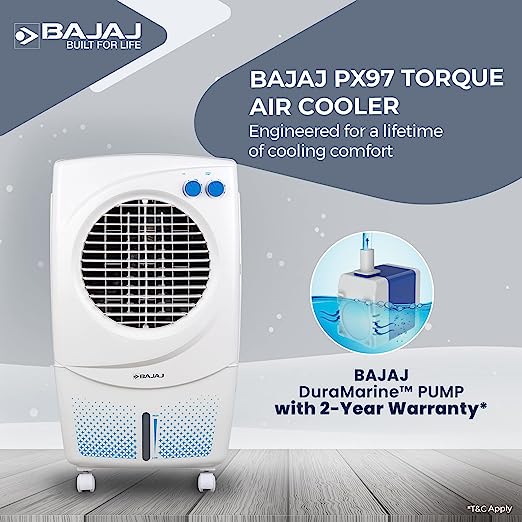 BAJAJ
BUILT FOR LIFE
BAJAJ PX97 TORQUE
AIR COOLER
Engineered for a lifetime
of cooling comfort
BAJAJ
BAJAJ
DuraMarine™ PUMP
with 2-Year Warranty*
*T&C Apply